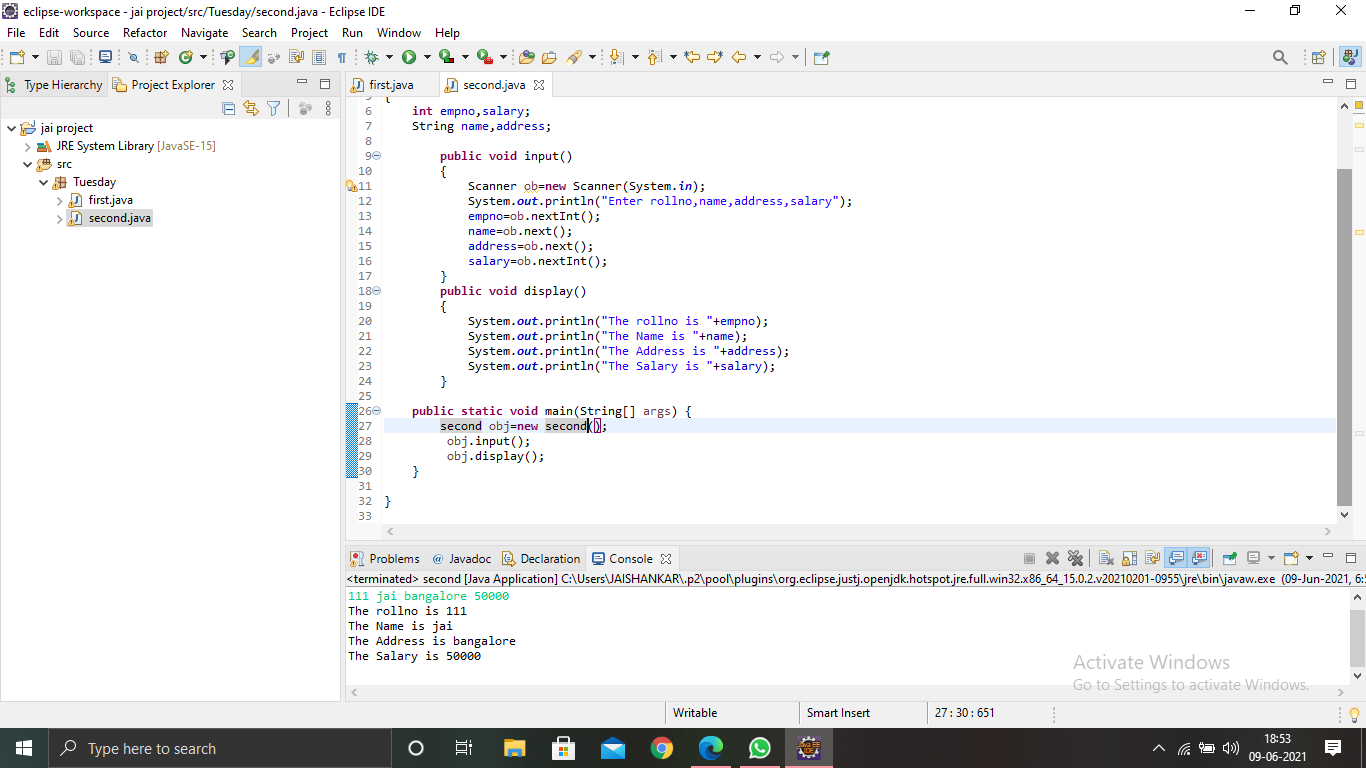 eclipse-workspace - jai project/src/Tuesday/second.java - Eclipse IDE
File Edit Source Refactor Navigate Search Project Run Window Help
Type Hierarchy Project Explorer
first.java second.java
jai project
JRE System Library [JavaSE-15]
src
Tuesday
first.java
second.java
6 int empno,salary;
7 String name,address;
8
9 public void input()
10 {
11 Scanner ob=new Scanner(System.in);
12 System.out.println("Enter rollno,name,address,salary");
13 empno=ob.nextInt();
14 name=ob.next();
15 address=ob.next();
16 salary=ob.nextInt();
17 }
18 public void display()
19 {
20 System.out.println("The rollno is "+empno);
21 System.out.println("The Name is "+name);
22 System.out.println("The Address is "+address);
23 System.out.println("The Salary is "+salary);
24 }
25
26 public static void main(String[] args) {
27 second obj=new second();
28 obj.input();
29 obj.display();
30 }
31
32 }
33
Problems @ Javadoc Declaration Console
<terminated> second [Java Application] C:\Users\JAISHANKAR\.p2\pool\plugins\org.eclipse.justj.openjdk.hotspot.jre.full.win32.x86_64_15.0.2.v20210201-0955\jre\bin\javaw.exe (09-Jun-2021, 6:
111 jai bangalore 50000
The rollno is 111
The Name is jai
The Address is bangalore
The Salary is 50000
Activate Windows
Go to Settings to activate Windows.
Writable Smart Insert 27 : 30 : 651
Type here to search
18:53
09-06-2021